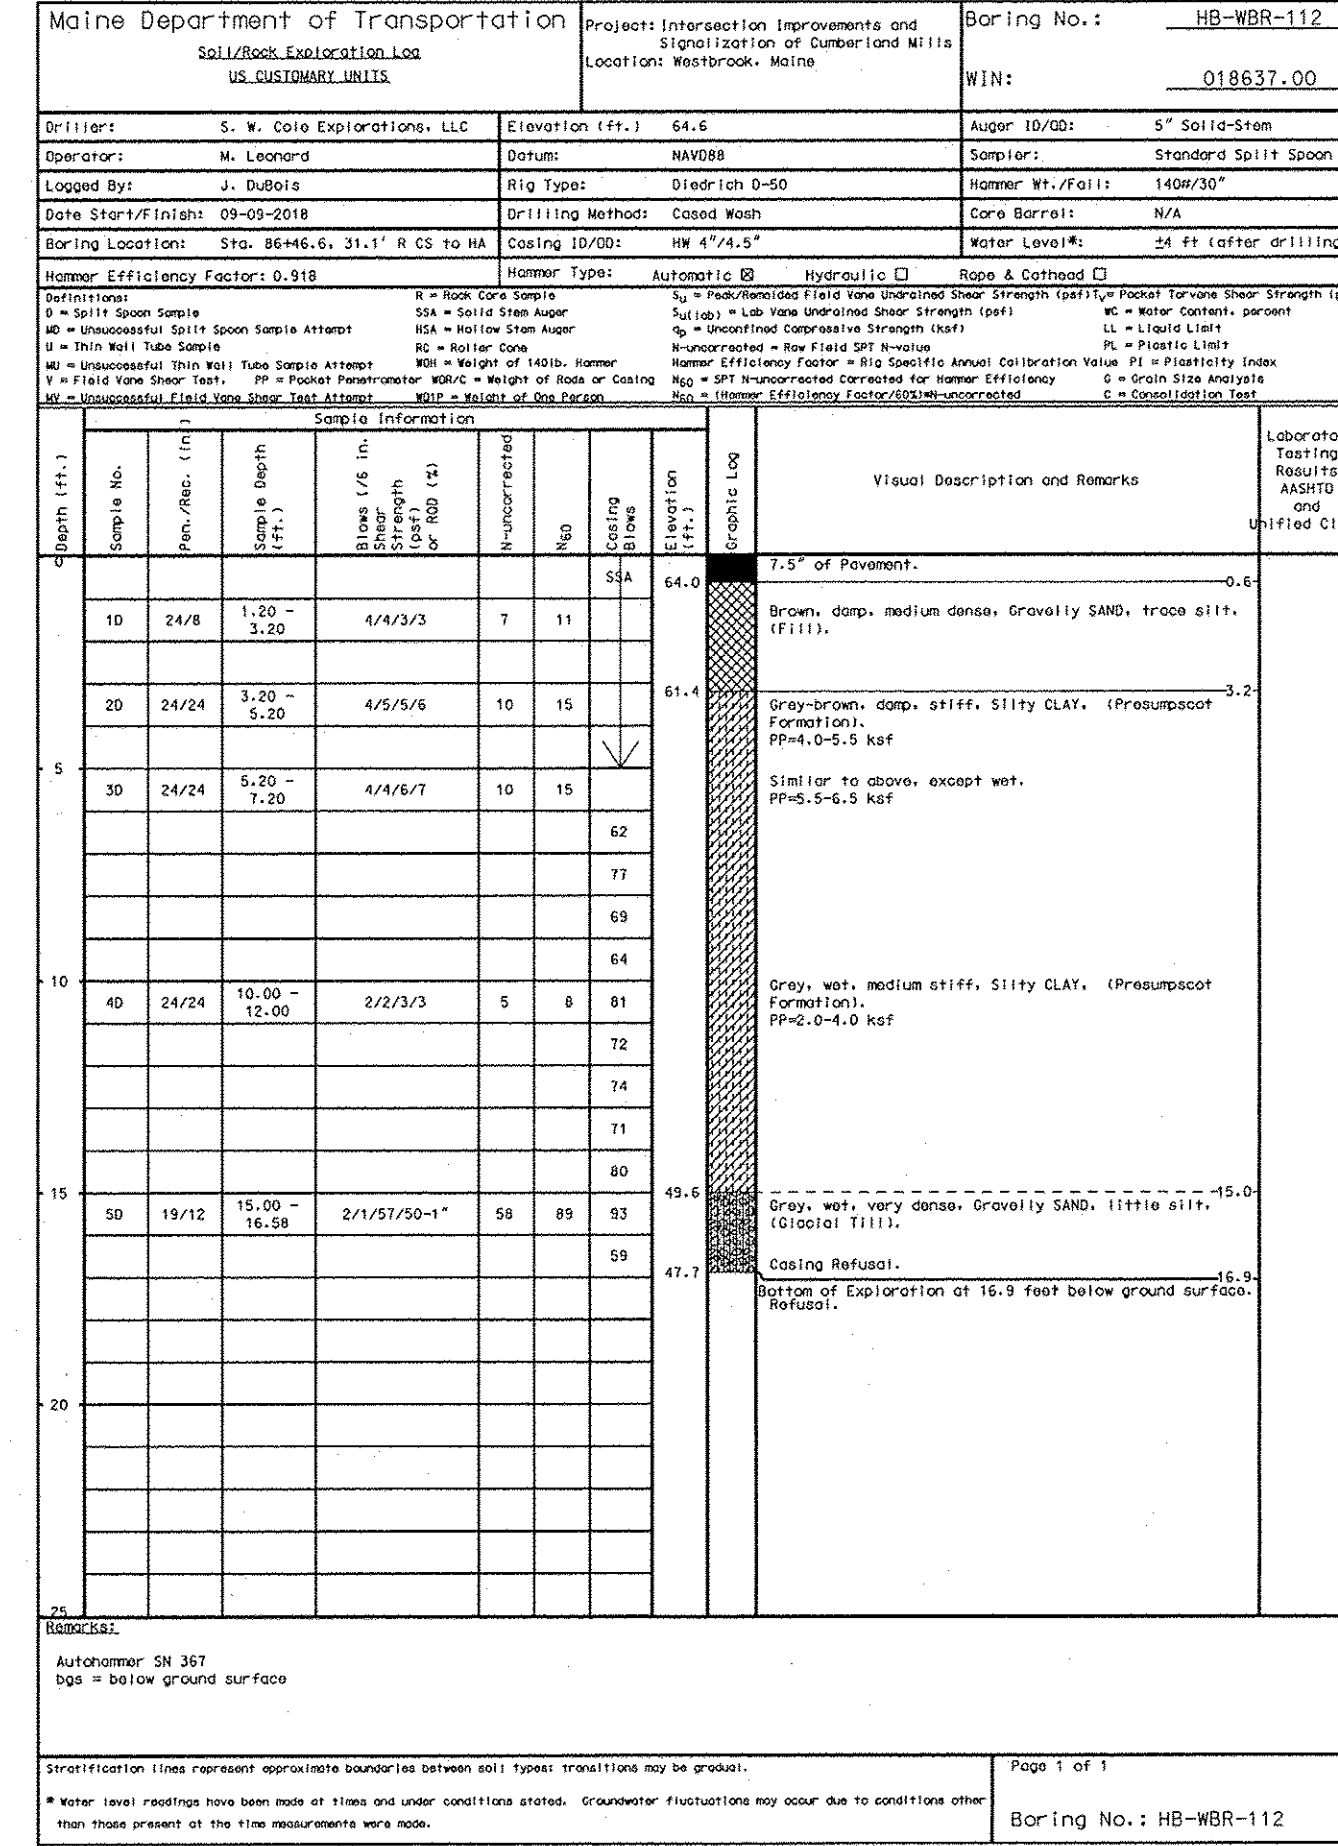 Maine Department of Transportation
Soil/Rock Exploration Log
US CUSTOMARY UNITS
Project: Intersection Improvements and
Signalization of Cumberland Mills
Location: Westbrook, Maine
Boring No.: HB-WBR-112
WIN: 018637.00
Driller: S. W. Cole Explorations, LLC Elevation (ft.) 64.6 Auger ID/OD: 5" Solid-Stem
Operator: M. Leonard Datum: NAVD88 Sampler: Standard Split Spoon
Logged By: J. DuBois Rig Type: Diedrich D-50 Hammer Wt./Fall: 140#/30"
Date Start/Finish: 09-09-2018 Drilling Method: Cased Wash Core Barrel: N/A
Boring Location: Sta. 86+46.6, 31.1' R CS to HA Casing ID/OD: HW 4"/4.5" Water Level*: ±4 ft (after drilling
Hammer Efficiency Factor: 0.918 Hammer Type: Automatic ☒ Hydraulic ☐ Rope & Cathead ☐
Definitions: R = Rock Core Sample Su = Peak/Remolded Field Vane Undrained Shear Strength (psf) Tv = Pocket Torvane Shear Strength (
D = Split Spoon Sample SSA = Solid Stem Auger Su(lab) = Lab Vane Undrained Shear Strength (psf) WC = Water Content, percent
MD = Unsuccessful Split Spoon Sample Attempt HSA = Hollow Stem Auger qp = Unconfined Compressive Strength (ksf) LL = Liquid Limit
U = Thin Wall Tube Sample RC = Roller Cone N-uncorrected = Raw Field SPT N-value PL = Plastic Limit
MU = Unsuccessful Thin Wall Tube Sample Attempt WOH = Weight of 140lb. Hammer Hammer Efficiency Factor = Rig Specific Annual Calibration Value PI = Plasticity Index
V = Field Vane Shear Test, PP = Pocket Penetrometer WOR/C = Weight of Rods or Casing N60 = SPT N-uncorrected Corrected for Hammer Efficiency G = Grain Size Analysis
MV = Unsuccessful Field Vane Shear Test Attempt WO1P = Weight of One Person N60 = (Hammer Efficiency Factor/60%)*N-uncorrected C = Consolidation Test
Sample Information
Depth (ft.)
Sample No.
Pen./Rec. (in.)
Sample Depth
(ft.)
Blows (/6 in.
Shear
Strength
(psf)
or RQD (%)
N-uncorrected
N60
Casing
Blows
Elevation
(ft.)
Graphic Log
Visual Description and Remarks
Laborato
Testing
Results
AASHTO
and
Unified Cl
0 SSA 64.0 7.5" of Pavement.
0.6
1D 24/8 1.20 - 3.20 4/4/3/3 7 11 Brown, damp, medium dense, Gravelly SAND, trace silt,
(Fill).
61.4 3.2
2D 24/24 3.20 - 5.20 4/5/5/6 10 15 Grey-brown, damp, stiff, Silty CLAY, (Presumpscot
Formation).
PP=4.0-5.5 ksf
5
3D 24/24 5.20 - 7.20 4/4/6/7 10 15 Similar to above, except wet.
PP=5.5-6.5 ksf
62
77
69
64
10
4D 24/24 10.00 - 12.00 2/2/3/3 5 8 81 Grey, wet, medium stiff, Silty CLAY, (Presumpscot
Formation).
PP=2.0-4.0 ksf
72
74
71
80
15 49.6 15.0
5D 19/12 15.00 - 16.58 2/1/57/50-1" 58 89 93 Grey, wet, very dense, Gravelly SAND, little silt,
(Glacial Till).
59 Casing Refusal.
47.7 16.9
Bottom of Exploration at 16.9 feet below ground surface.
Refusal.
20
25
Remarks:
Autohammer SN 367
bgs = below ground surface
Stratification lines represent approximate boundaries between soil types; transitions may be gradual.
* Water level readings have been made at times and under conditions stated. Groundwater fluctuations may occur due to conditions other
than those present at the time measurements were made.
Page 1 of 1
Boring No.: HB-WBR-112